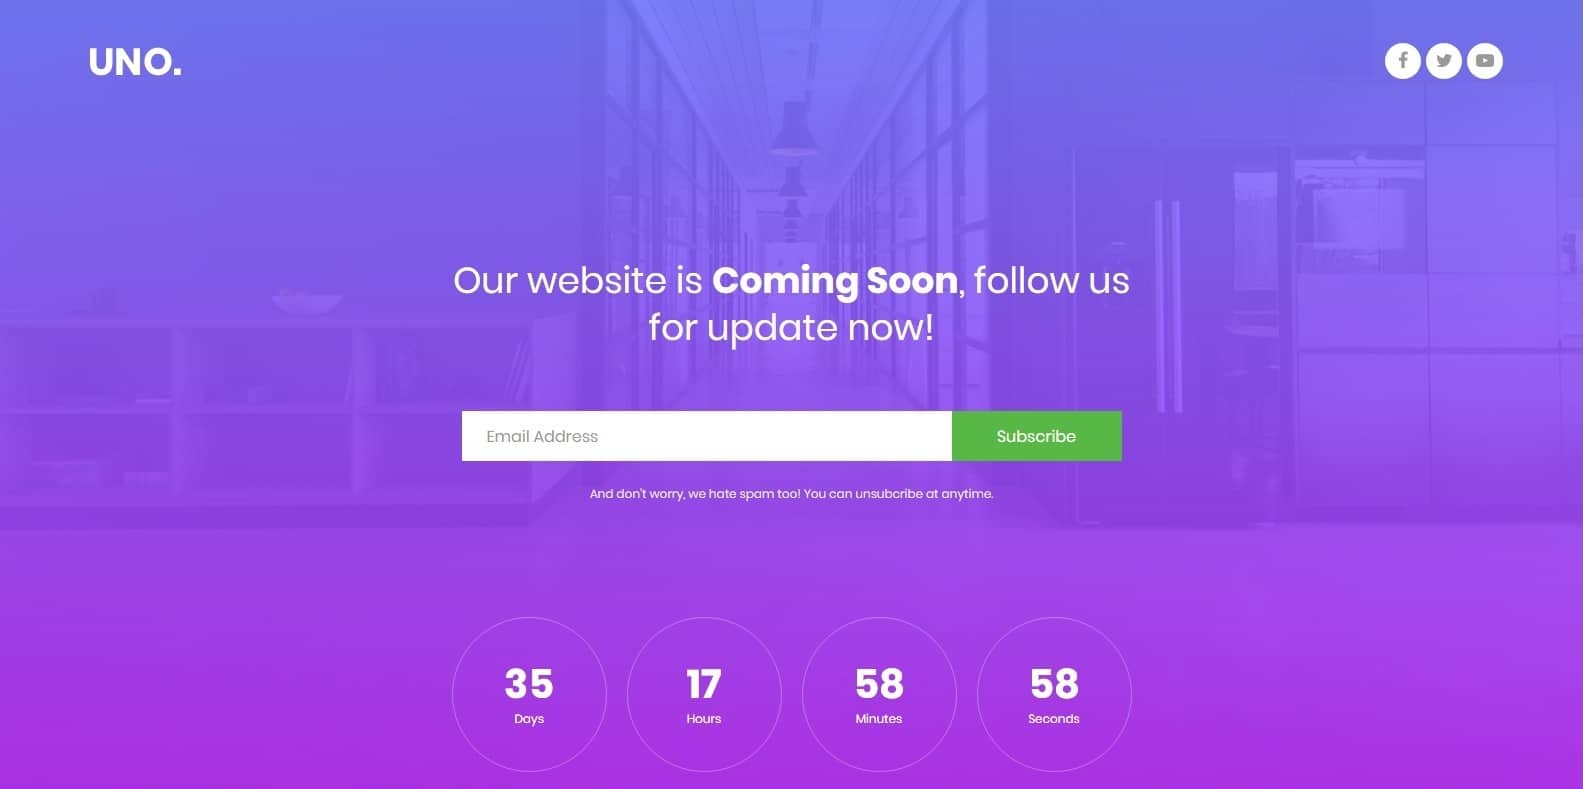 UNO.
Our website is Coming Soon, follow us
for update now!
Email Address
Subscribe
And don't worry, we hate spam too! You can unsubcribe at anytime.
35
Days
17
Hours
58
Minutes
58
Seconds